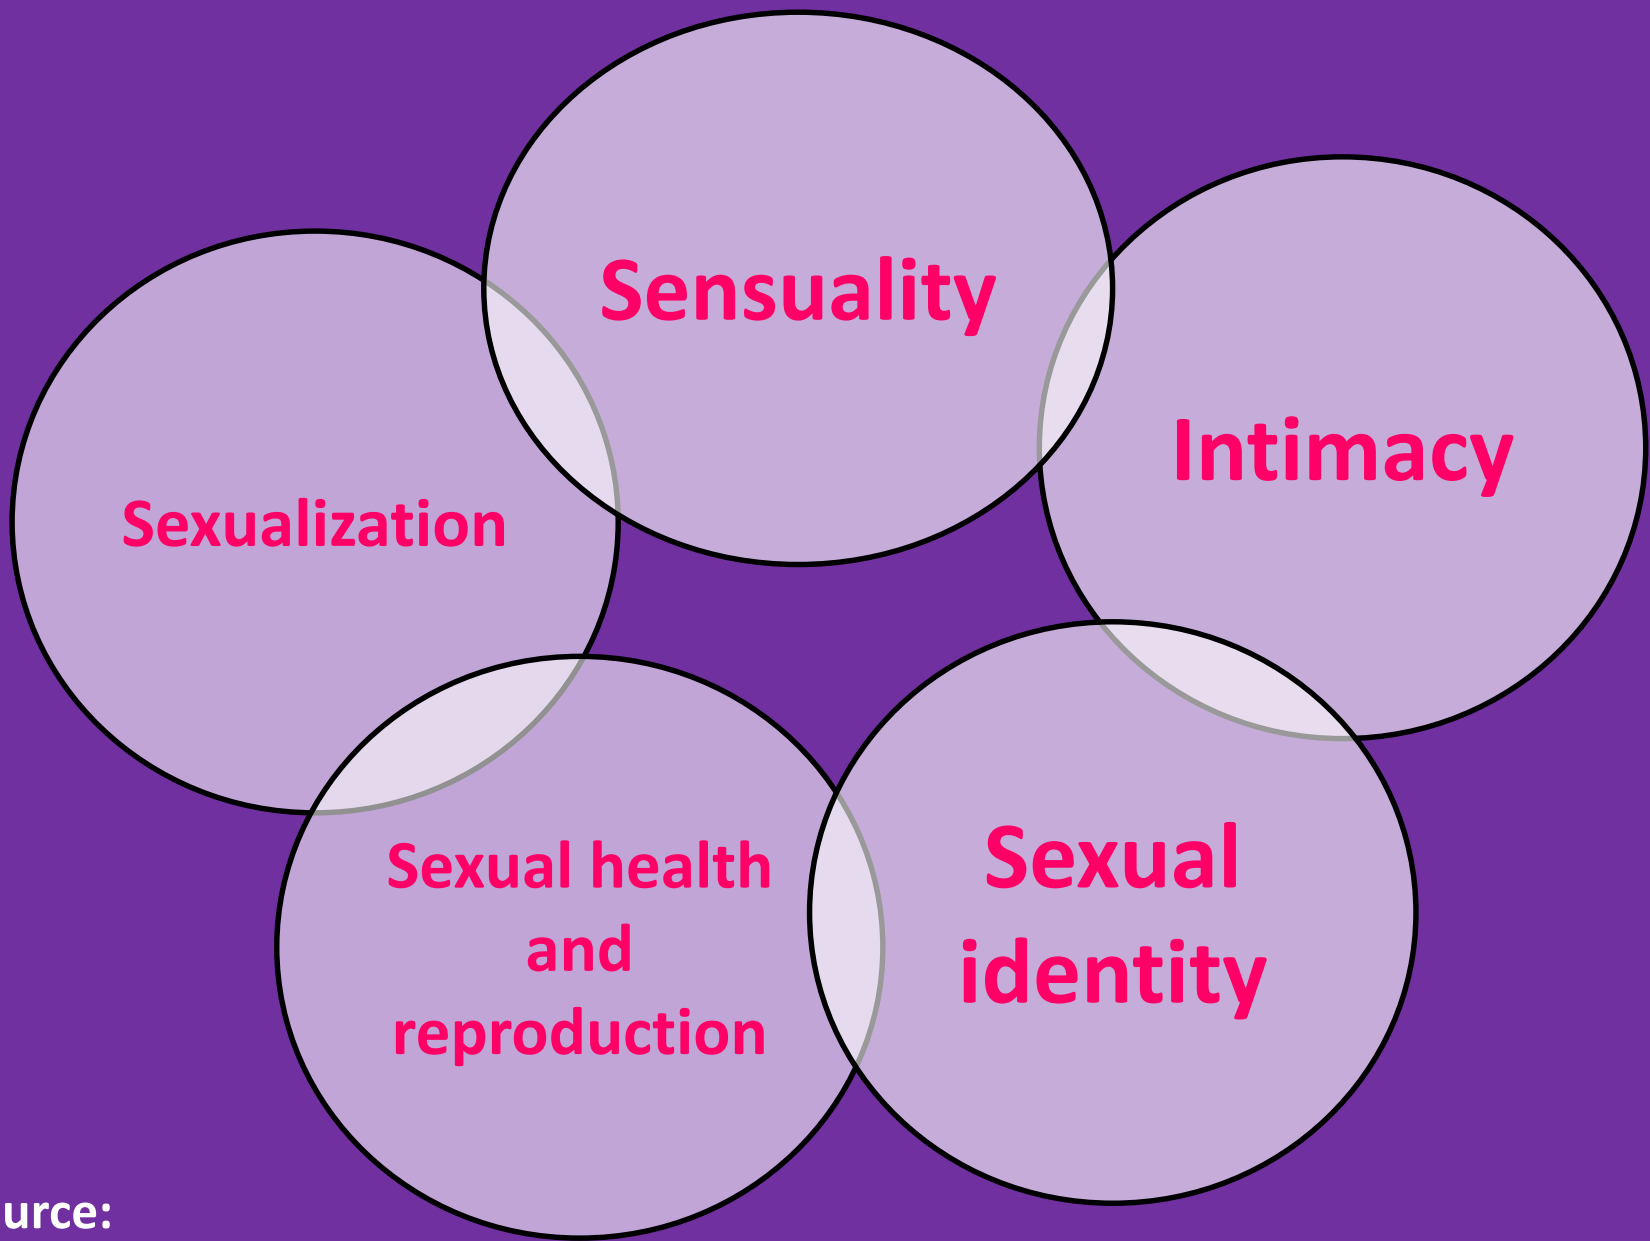 Sensuality
Intimacy
Sexualization
Sexual health
and
reproduction
Sexual
identity
urce: